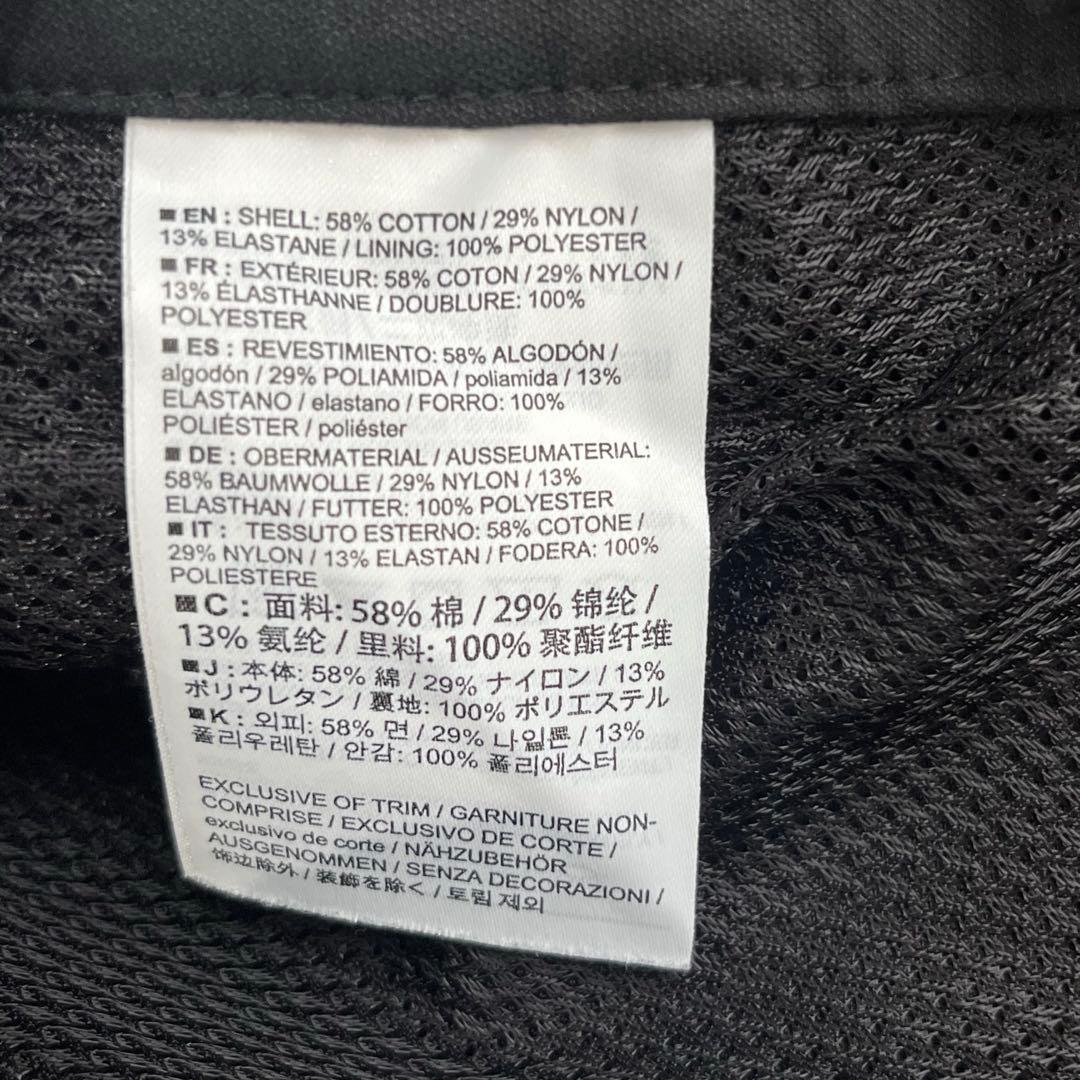 EN : SHELL: 58% COTTON / 29% NYLON /
13% ELASTANE / LINING: 100% POLYESTER
FR : EXTÉRIEUR: 58% COTON / 29% NYLON /
13% ÉLASTHANNE / DOUBLURE: 100%
POLYESTER
ES : REVESTIMIENTO: 58% ALGODÓN /
algodón / 29% POLIAMIDA / poliamida / 13%
ELASTANO / elastano / FORRO: 100%
POLIÉSTER / poliéster
DE : OBERMATERIAL / AUSSEUMATERIAL:
58% BAUMWOLLE / 29% NYLON / 13%
ELASTHAN / FUTTER: 100% POLYESTER
IT : TESSUTO ESTERNO: 58% COTONE /
29% NYLON / 13% ELASTAN / FODERA: 100%
POLIESTERE
C : 面料: 58% 棉 / 29% 锦纶 /
13% 氨纶 / 里料: 100% 聚酯纤维
J : 本体: 58% 綿 / 29% ナイロン / 13%
ポリウレタン / 裏地: 100% ポリエステル
K : 외피: 58% 면 / 29% 나일론 / 13%
폴리우레탄 / 안감: 100% 폴리에스터
EXCLUSIVE OF TRIM / GARNITURE NON-
COMPRISE / EXCLUSIVO DE CORTE /
exclusivo de corte / NÄHZUBEHÖR
AUSGENOMMEN / SENZA DECORAZIONI /
饰边除外 / 装飾を除く / 토림 제외